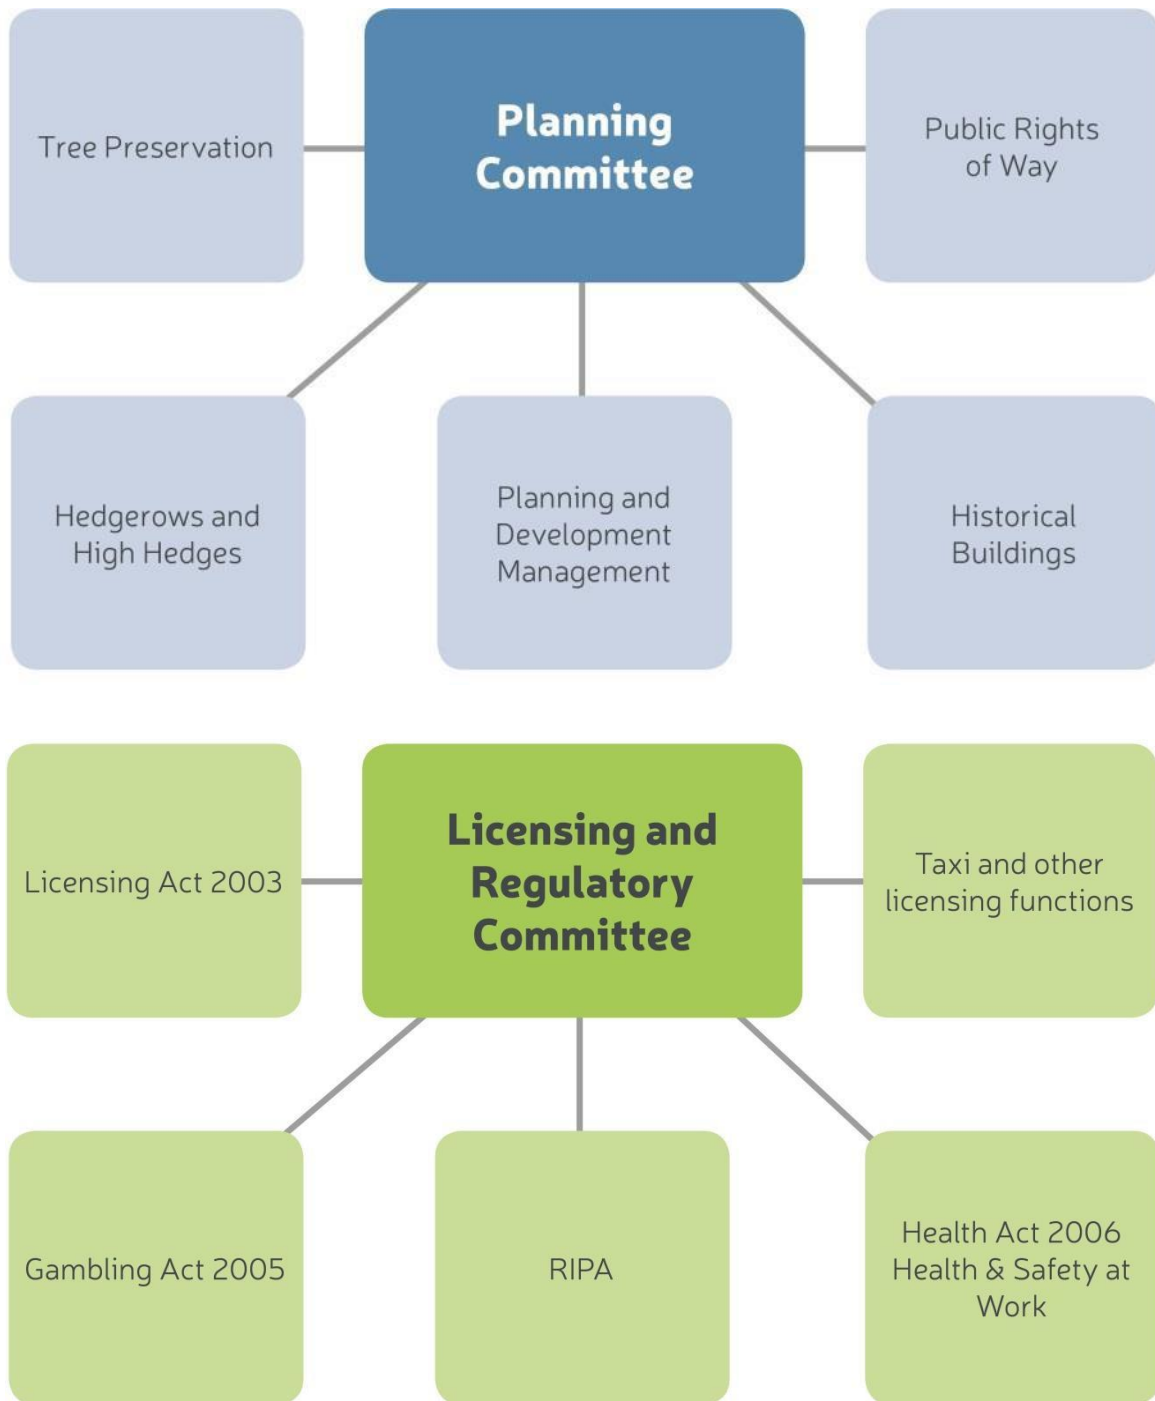 Tree Preservation
Planning
Committee
Public Rights
of Way
Hedgerows and
High Hedges
Planning and
Development
Management
Historical
Buildings
Licensing Act 2003
Licensing and
Regulatory
Committee
Taxi and other
licensing functions
Gambling Act 2005
RIPA
Health Act 2006
Health & Safety at
Work